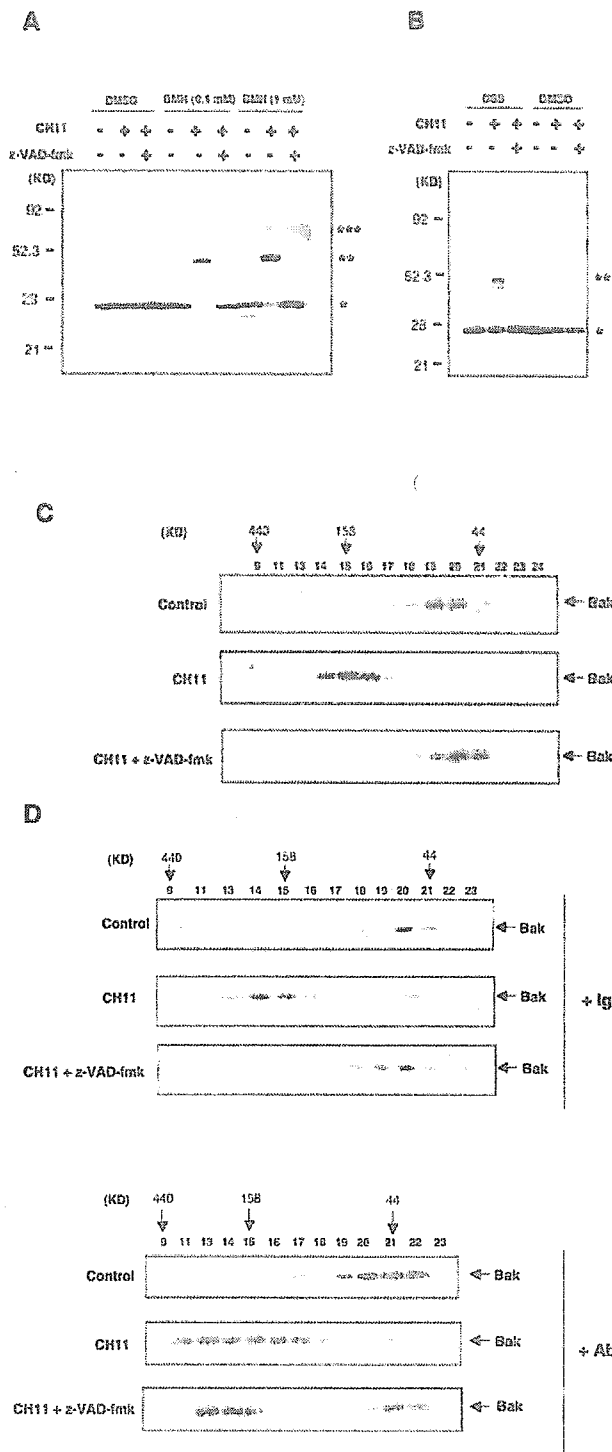 A
B
DMSO BMH (0.1 mM) BMH (1 mM)
CH11 - + + - + + - + +
z-VAD-fmk - - + - - + - - +
(KD)
92
52.3
28
21
***
**
*
DSS DMSO
CH11 - + + - + +
z-VAD-fmk - - + - - +
(KD)
92
52.3
28
21
**
*
C
(KD) 440 158 44
9 11 13 14 15 16 17 18 19 20 21 22 23 24
Control Bak
CH11 Bak
CH11 + z-VAD-fmk Bak
D
(KD) 440 158 44
9 11 13 14 15 16 17 18 19 20 21 22 23
Control Bak
CH11 Bak
+ Ig
CH11 + z-VAD-fmk Bak
(KD) 440 158 44
9 11 13 14 15 16 17 18 19 20 21 22 23
Control Bak
CH11 Bak
+ Ab
CH11 + z-VAD-fmk Bak